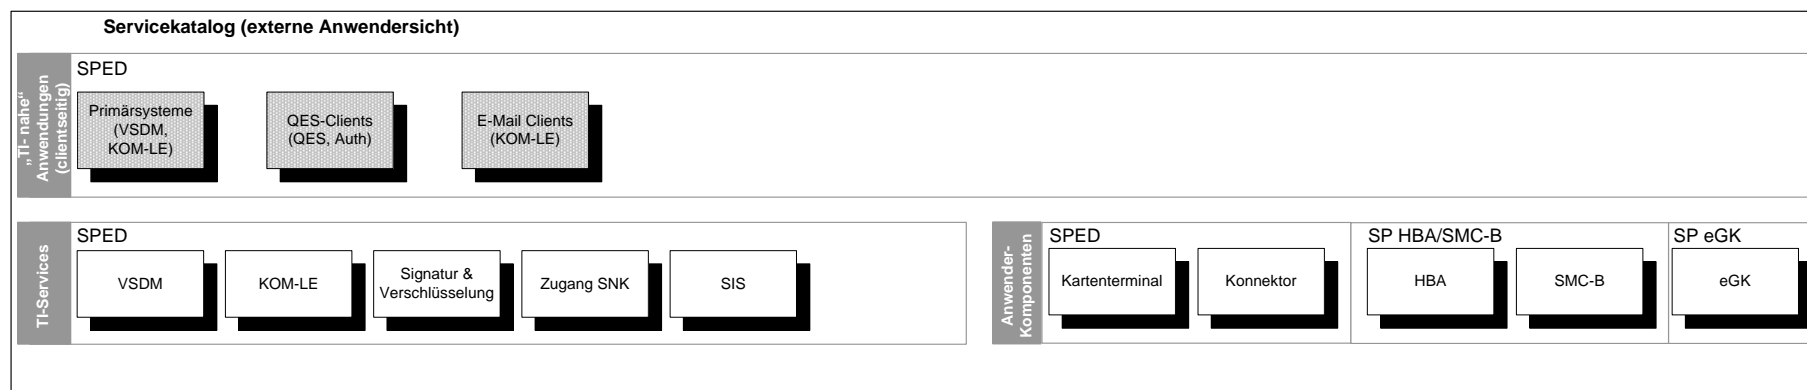 Servicekatalog (externe Anwendersicht)
„TI- nahe“
Anwendungen
(clientseitig)
SPED
Primärsysteme
(VSDM,
KOM-LE)
QES-Clients
(QES, Auth)
E-Mail Clients
(KOM-LE)
TI-Services
SPED
VSDM
KOM-LE
Signatur &
Verschlüsselung
Zugang SNK
SIS
Anwender-
Komponenten
SPED
Kartenterminal
Konnektor
SP HBA/SMC-B
HBA
SMC-B
SP eGK
eGK